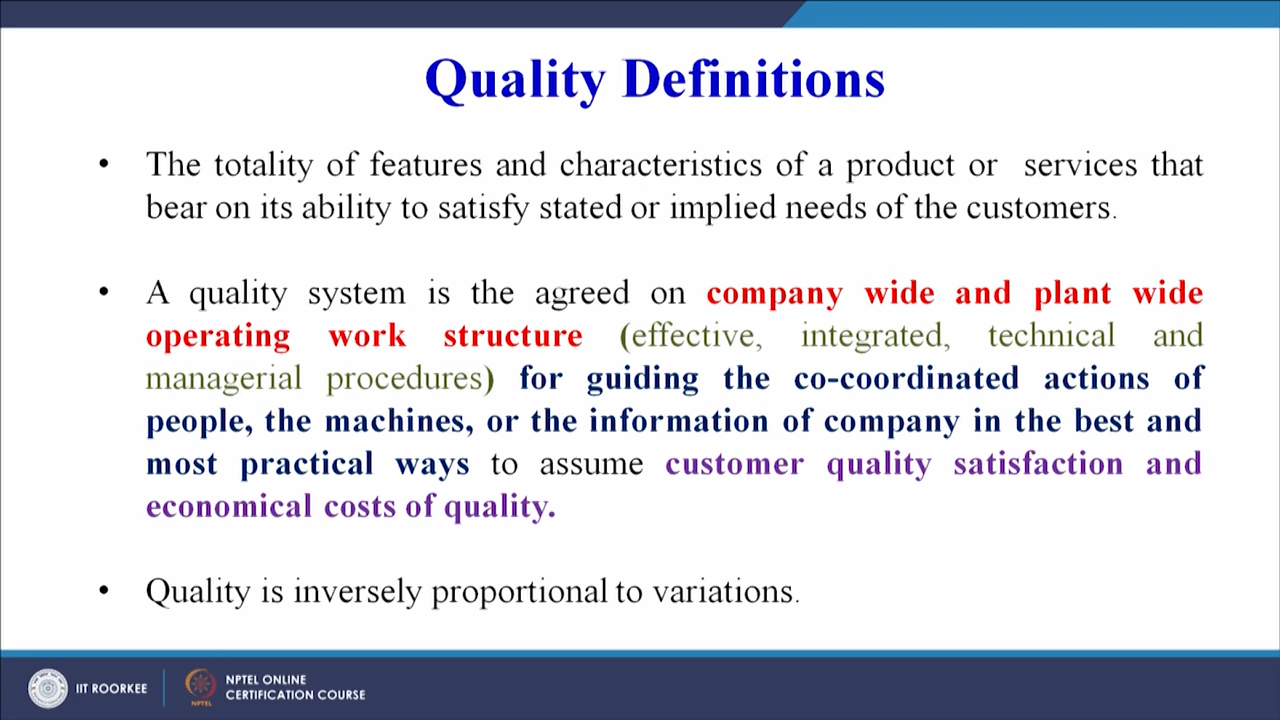 Quality Definitions
• The totality of features and characteristics of a product or services that
bear on its ability to satisfy stated or implied needs of the customers.
• A quality system is the agreed on company wide and plant wide
operating work structure (effective, integrated, technical and
managerial procedures) for guiding the co-coordinated actions of
people, the machines, or the information of company in the best and
most practical ways to assume customer quality satisfaction and
economical costs of quality.
• Quality is inversely proportional to variations.
IIT ROORKEE
NPTEL
NPTEL ONLINE
CERTIFICATION COURSE